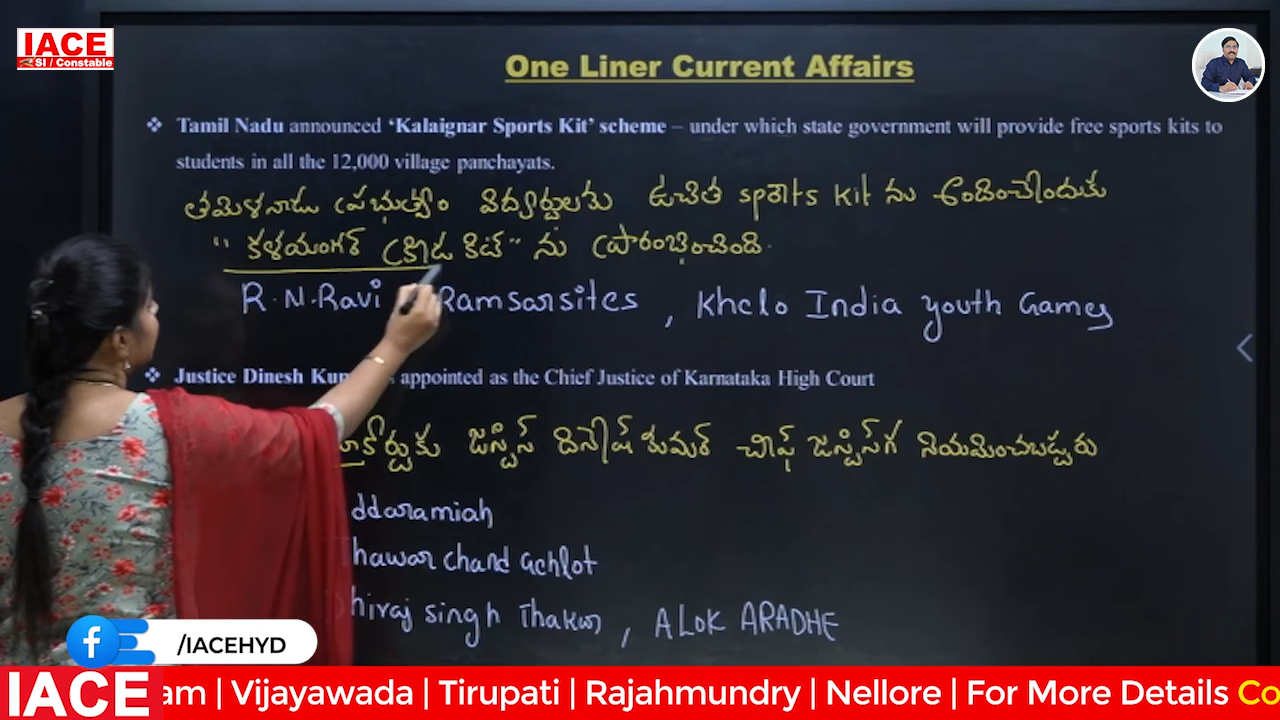 IACE
SI / Constable
One Liner Current Affairs
❖ Tamil Nadu announced ‘Kalaignar Sports Kit’ scheme – under which state government will provide free sports kits to
students in all the 12,000 village panchayats.
తమిళనాడు ప్రభుత్వం విద్యార్థులకు ఉచిత sports kit ను అందించేందుకు
"కళయంగర్ క్రీడ కిట్" ను ప్రారంభించింది.
R.N.Ravi Ramsarsites, Khelo India youth Games
❖ Justice Dinesh appointed as the Chief Justice of Karnataka High Court
జస్టిస్ దినేష్ కుమార్ చీఫ్ జస్టిస్‌గ నియమించబడ్డారు
ddaramiah
hawar chand Gehlot
hiraj singh Thakur, ALOK ARADHE
/IACEHYD
IACE am | Vijayawada | Tirupati | Rajahmundry | Nellore | For More Details Co